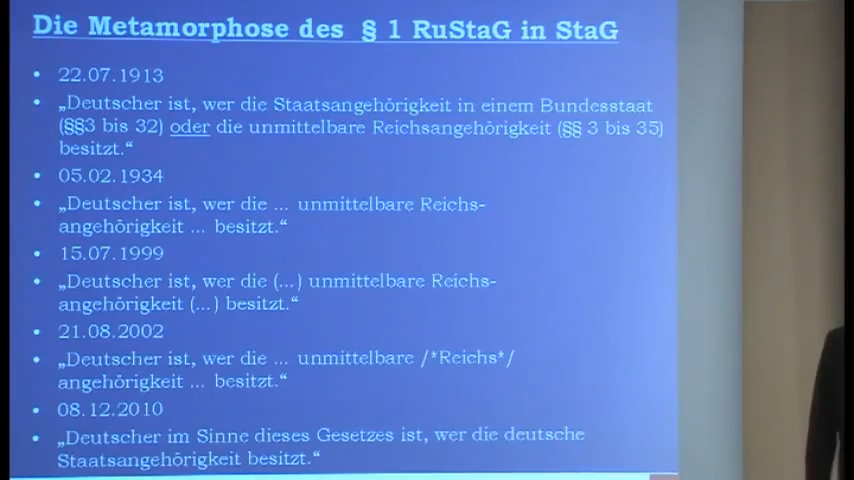 Die Metamorphose des § 1 RuStaG in StaG
• 22.07.1913
• „Deutscher ist, wer die Staatsangehörigkeit in einem Bundesstaat
(§§3 bis 32) oder die unmittelbare Reichsangehörigkeit (§§ 3 bis 35)
besitzt.“
• 05.02.1934
• „Deutscher ist, wer die ... unmittelbare Reichs-
angehörigkeit ... besitzt.“
• 15.07.1999
• „Deutscher ist, wer die (...) unmittelbare Reichs-
angehörigkeit (...) besitzt.“
• 21.08.2002
• „Deutscher ist, wer die ... unmittelbare /*Reichs*/
angehörigkeit ... besitzt.“
• 08.12.2010
• „Deutscher im Sinne dieses Gesetzes ist, wer die deutsche
Staatsangehörigkeit besitzt.“